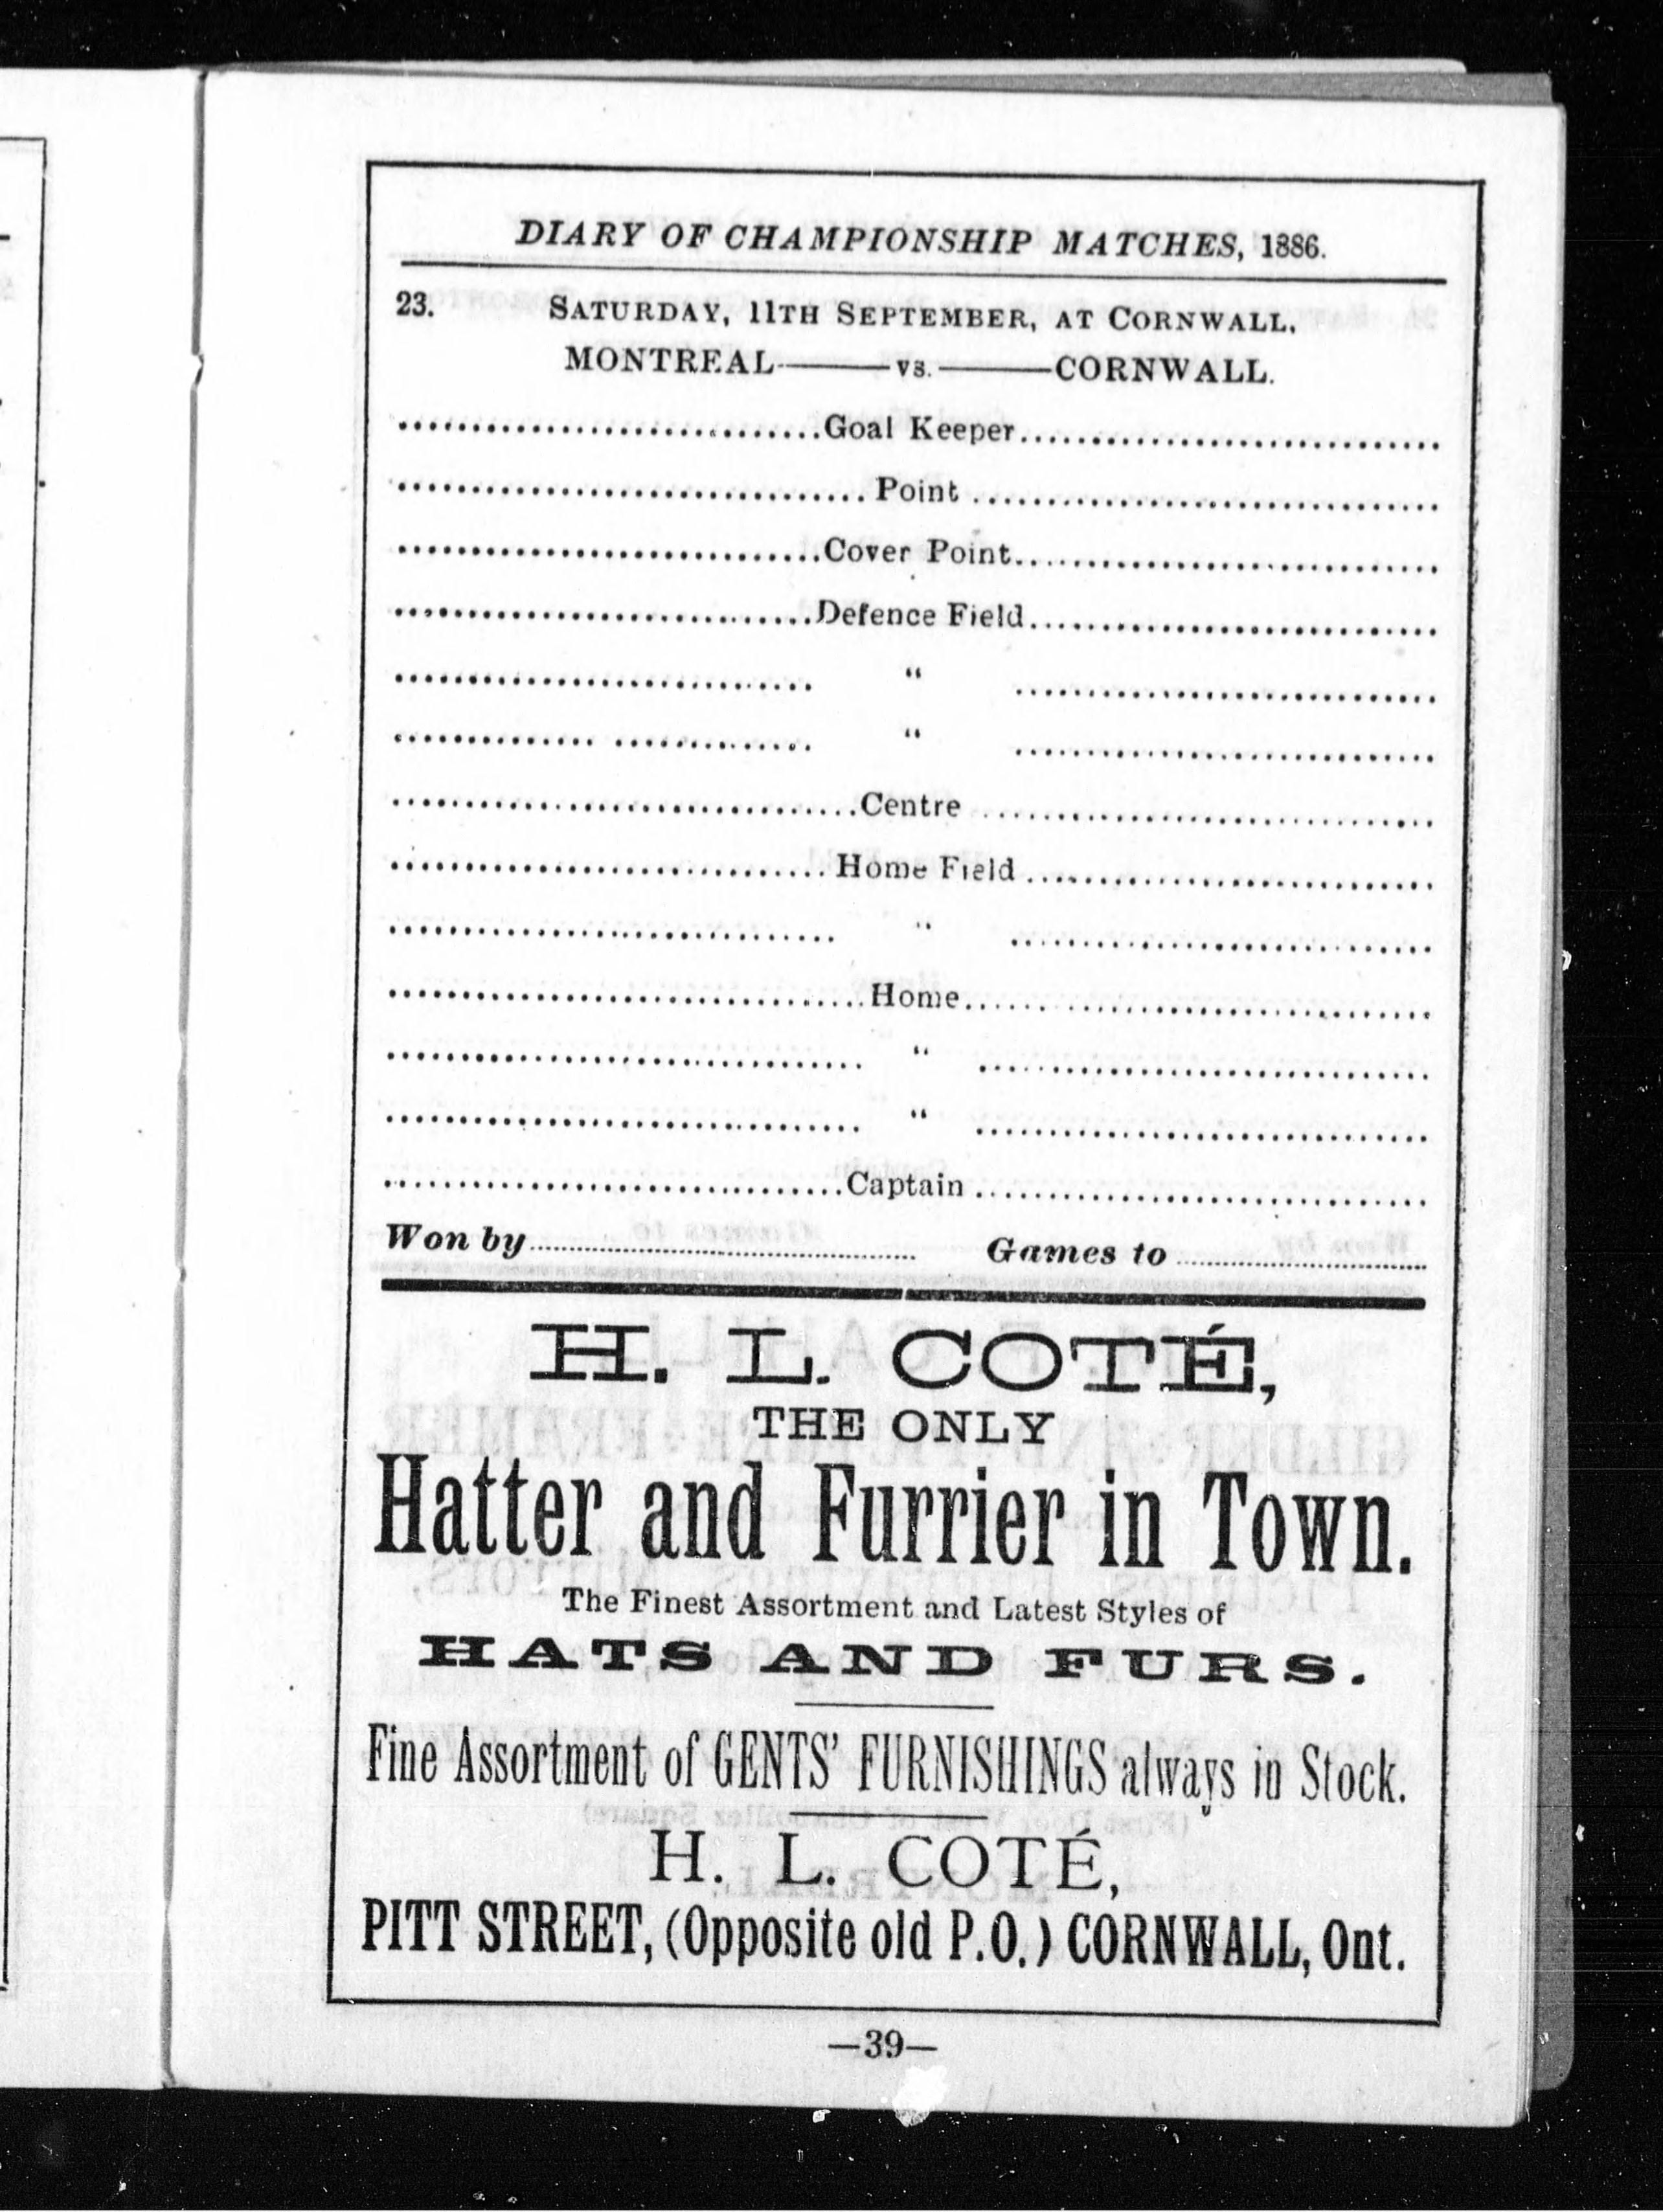 DIARY OF CHAMPIONSHIP MATCHES, 1886.
23. SATURDAY, 11TH SEPTEMBER, AT CORNWALL.
MONTREAL———vs.———CORNWALL.
..............................Goal Keeper..............................
.................................Point .................................
..............................Cover Point..............................
..............................Defence Field.............................
.............................. “ ..............................
.............................. “ ..............................
.................................Centre ................................
..............................Home Field .............................
.............................. “ ..............................
.................................Home.................................
................................. “ ................................
................................. “ ................................
................................Captain ................................
Won by.............................. Games to ....................
H. L. COTÉ,
THE ONLY
Hatter and Furrier in Town.
The Finest Assortment and Latest Styles of
HATS AND FURS.
Fine Assortment of GENTS’ FURNISHINGS always in Stock.
H. L. COTÉ,
PITT STREET, (Opposite old P.O.) CORNWALL, Ont.
—39—